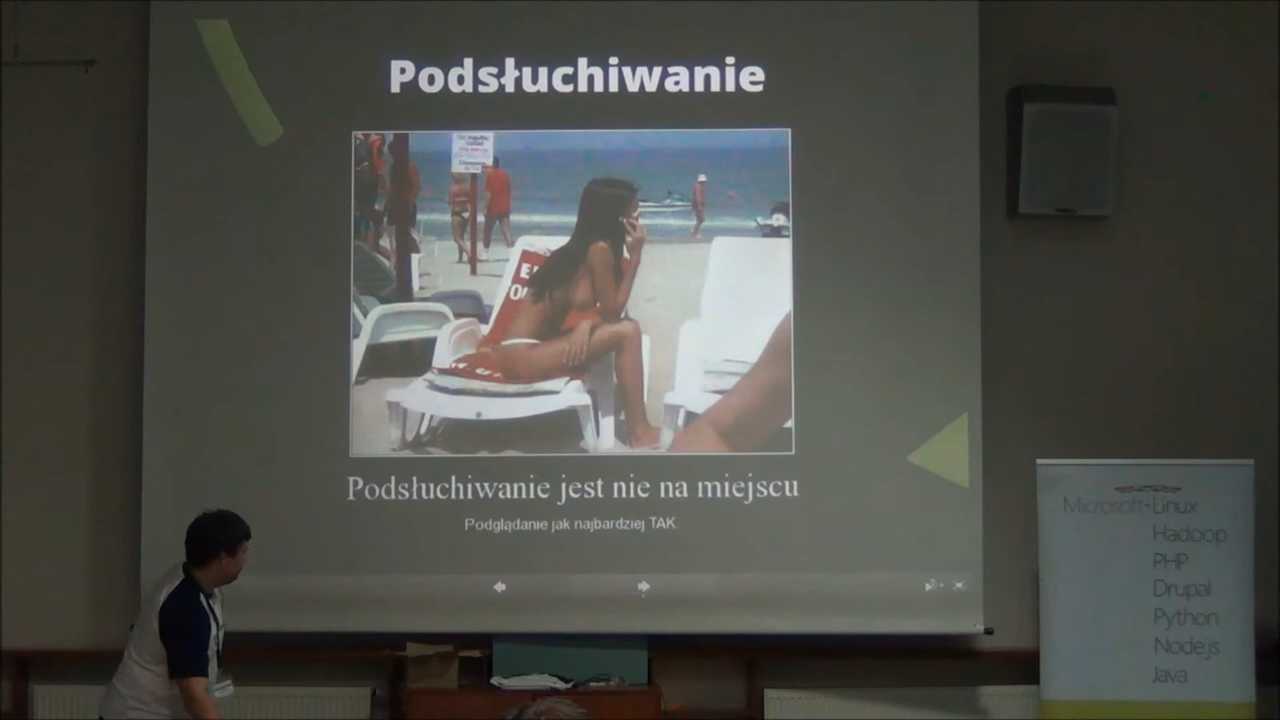 Podsłuchiwanie
Podsłuchiwanie jest nie na miejscu
Podglądanie jak najbardziej TAK
Microsoft+Linux
Hadoop
PHP
Drupal
Python
Node.js
Java